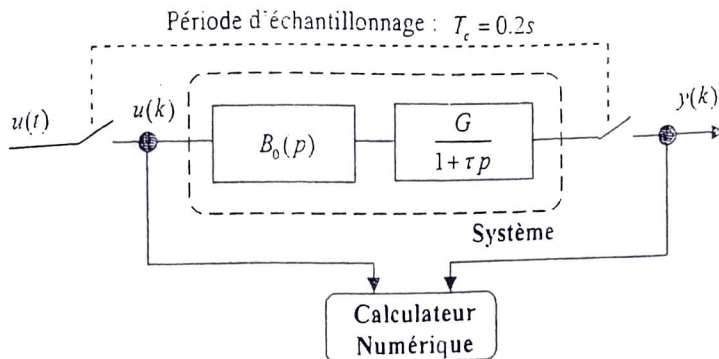 Période d'échantillonnage : T_e = 0.2s
u(t)
u(k)
B_0(p)
G
1+τp
y(k)
Système
Calculateur
Numérique